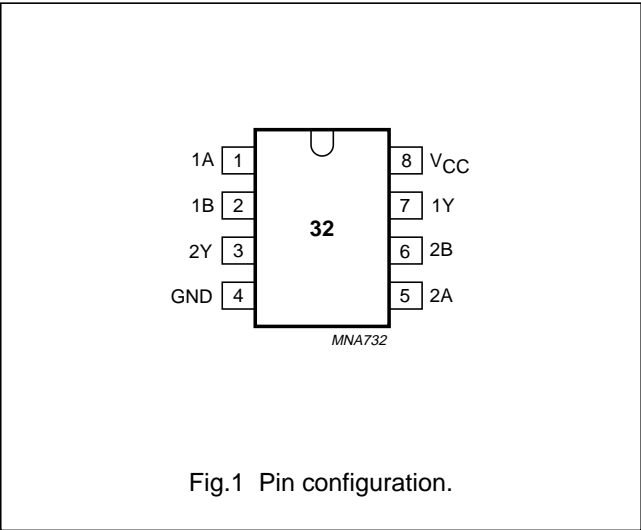 1A 1 8 VCC
1B 2 7 1Y
32
2Y 3 6 2B
GND 4 5 2A
MNA732
Fig.1 Pin configuration.